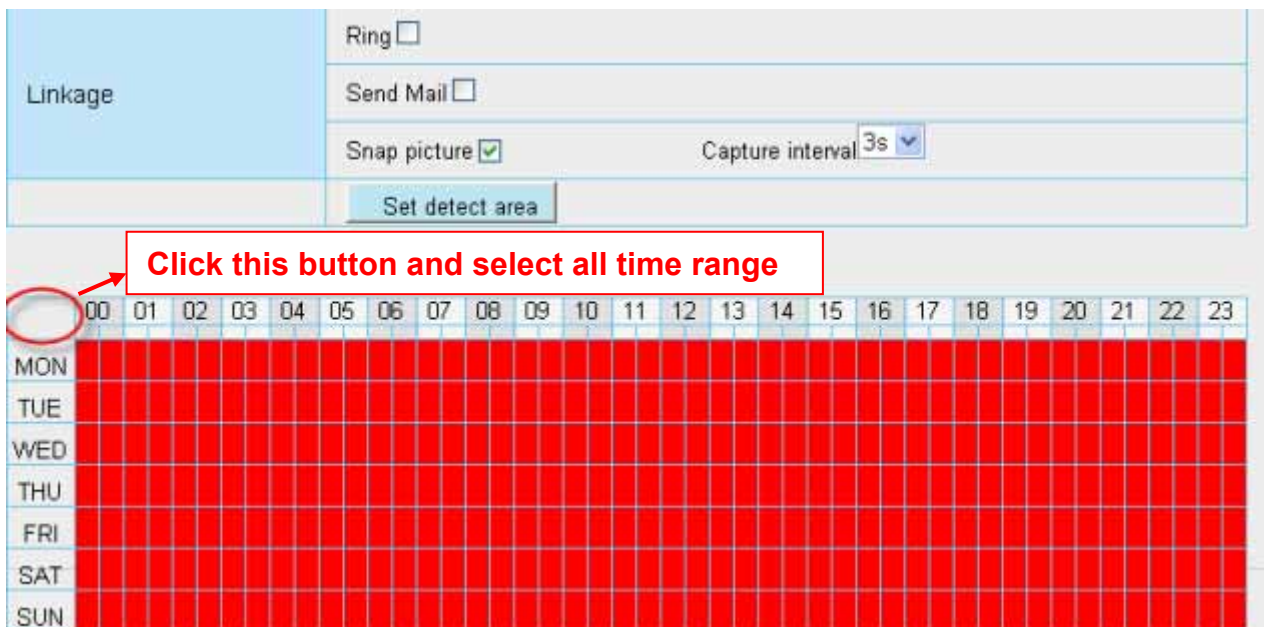 Ring
Linkage
Send Mail
Snap picture Capture interval 3s
Set detect area
Click this button and select all time range
00 01 02 03 04 05 06 07 08 09 10 11 12 13 14 15 16 17 18 19 20 21 22 23
MON
TUE
WED
THU
FRI
SAT
SUN